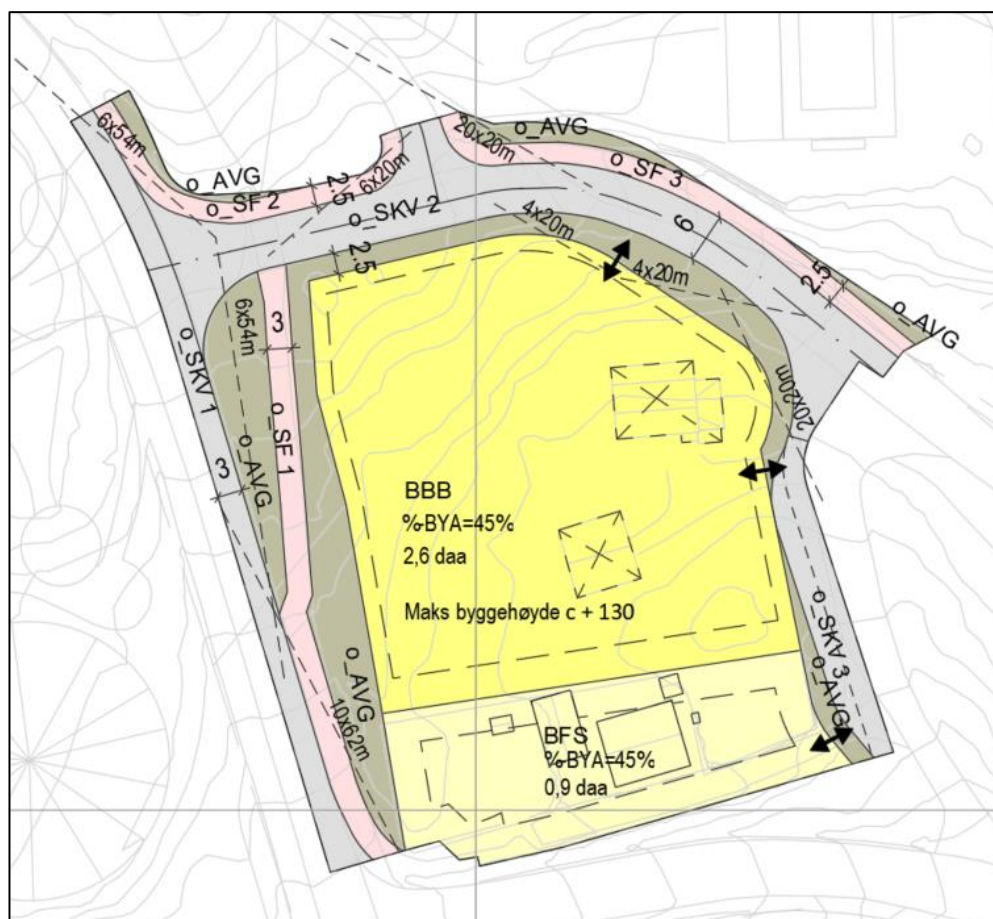 6x54m
o_AVG
20x20m
o_AVG
o_SF 2
2.5
6x20m
o_SF 3
o_SKV 2
4x20m
6
2.5
4x20m
2.5
6x54m
3
o_AVG
o_SKV 1
o_SF 1
20x20m
o_AVG
3
BBB
%-BYA=45%
2,6 daa
Maks byggehøyde c + 130
o_SKV 3
o_AVG
o_AVG
10x62m
BFS
%-BYA=45%
0,9 daa